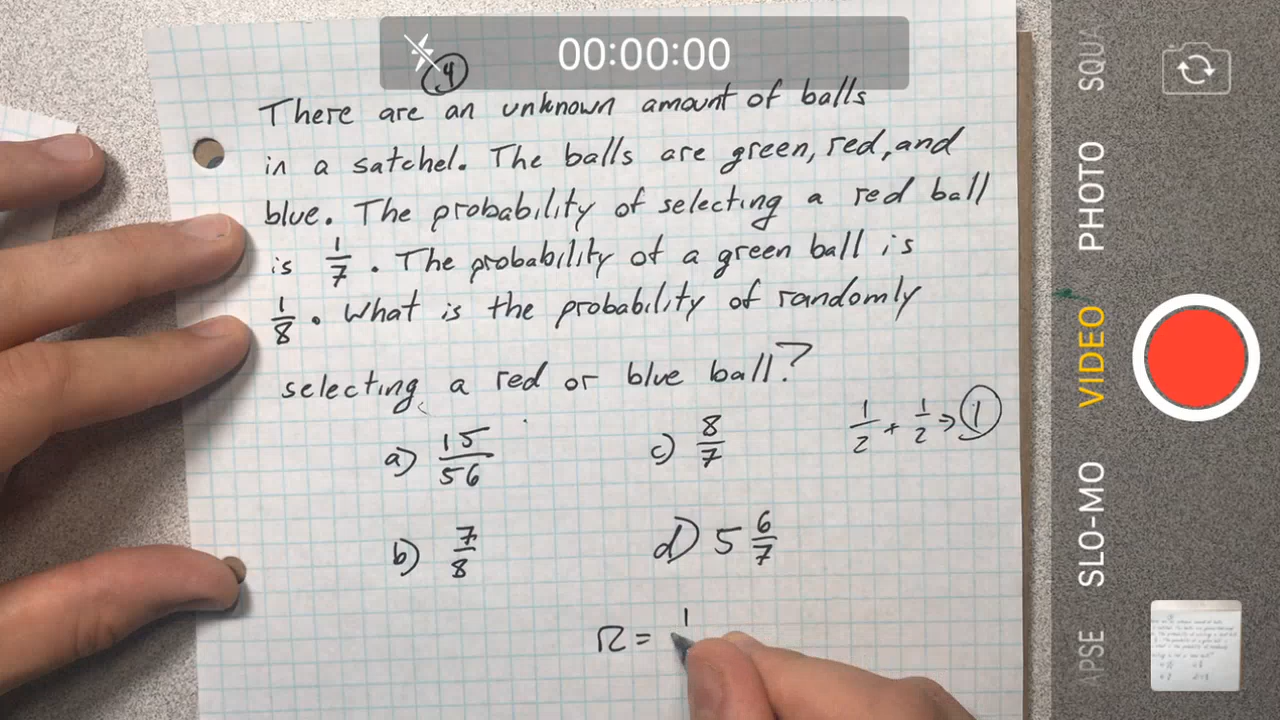 00:00:00
4
There are an unknown amount of balls
in a satchel. The balls are green, red, and
blue. The probability of selecting a red ball
is 1/7. The probability of a green ball is
1/8. What is the probability of randomly
selecting a red or blue ball?
a) 15/56
c) 8/7
1/2 + 1/2 => 1
b) 7/8
d) 5 6/7
R = 1
SQUA
PHOTO
VIDEO
SLO-MO
APSE